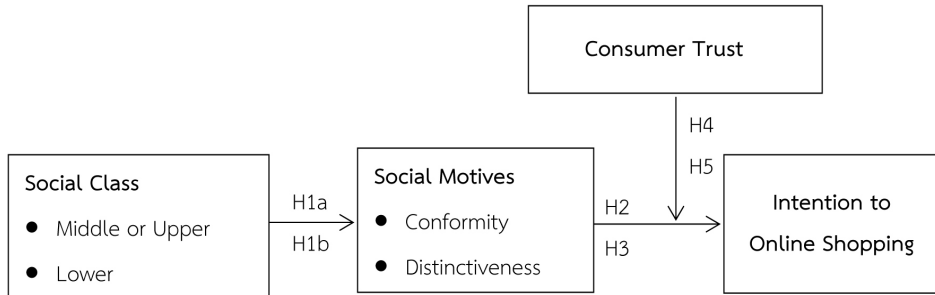 Consumer Trust
H4
H5
Social Class
● Middle or Upper
● Lower
H1a
H1b
Social Motives
● Conformity
● Distinctiveness
H2
H3
Intention to
Online Shopping